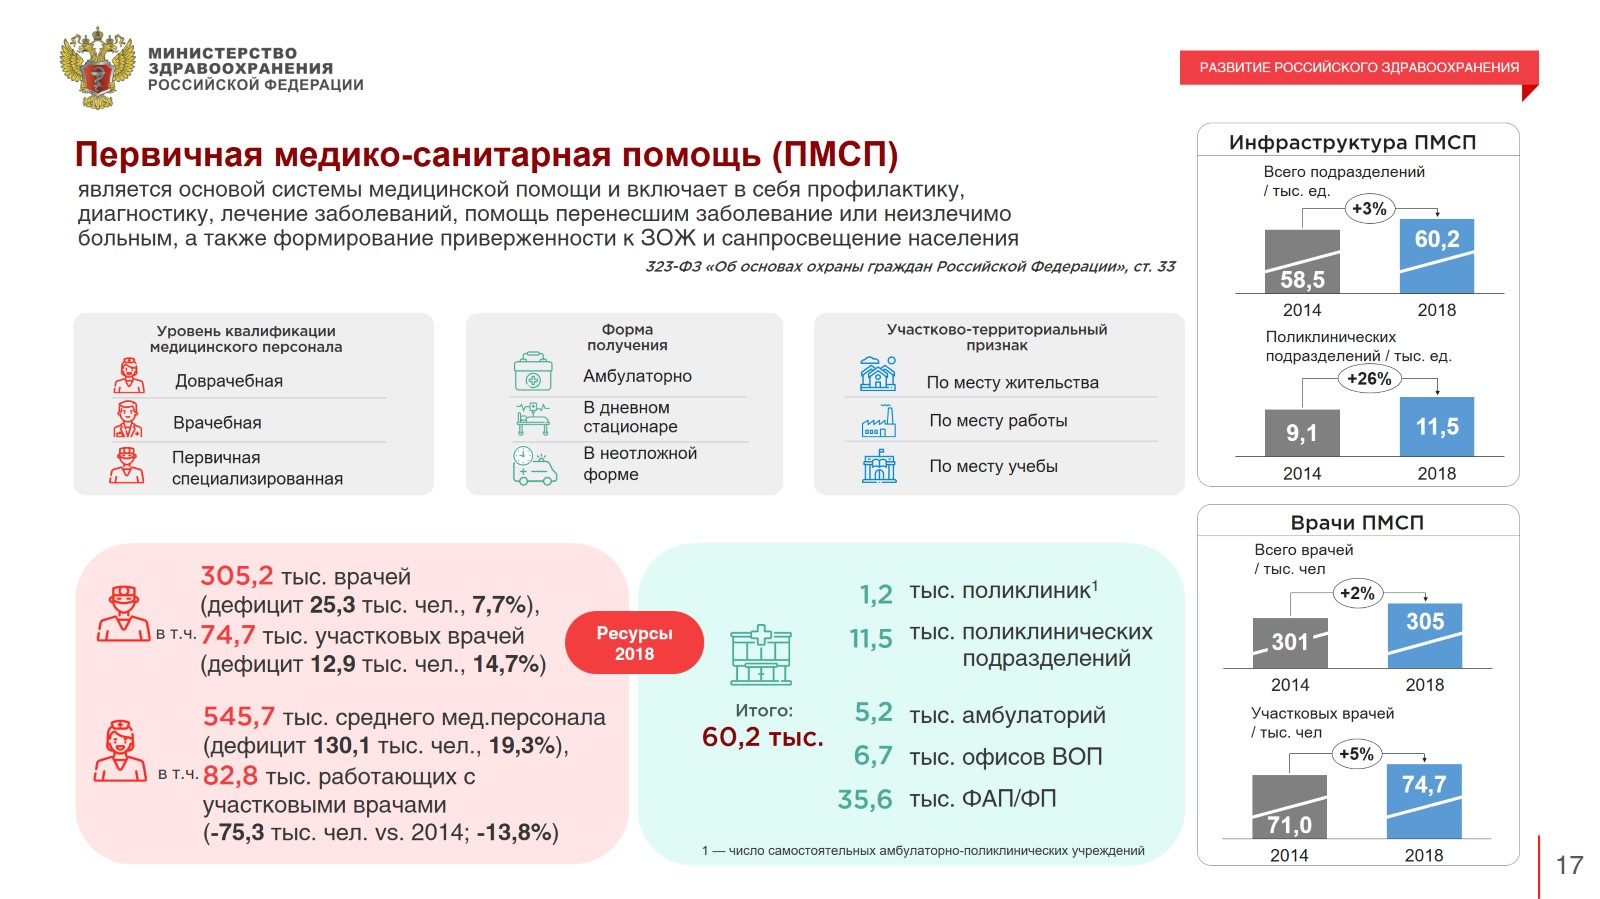 МИНИСТЕРСТВО
ЗДРАВООХРАНЕНИЯ
РОССИЙСКОЙ ФЕДЕРАЦИИ
РАЗВИТИЕ РОССИЙСКОГО ЗДРАВООХРАНЕНИЯ
Первичная медико-санитарная помощь (ПМСП)
является основой системы медицинской помощи и включает в себя профилактику,
диагностику, лечение заболеваний, помощь перенесшим заболевание или неизлечимо
больным, а также формирование приверженности к ЗОЖ и санпросвещение населения
323-ФЗ «Об основах охраны граждан Российской Федерации», ст. 33
Уровень квалификации
медицинского персонала
Доврачебная
Врачебная
Первичная
специализированная
Форма
получения
Амбулаторно
В дневном
стационаре
В неотложной
форме
Участково-территориальный
признак
По месту жительства
По месту работы
По месту учебы
305,2 тыс. врачей
(дефицит 25,3 тыс. чел., 7,7%),
в т.ч. 74,7 тыс. участковых врачей
(дефицит 12,9 тыс. чел., 14,7%)
545,7 тыс. среднего мед.персонала
(дефицит 130,1 тыс. чел., 19,3%),
в т.ч. 82,8 тыс. работающих с
участковыми врачами
(-75,3 тыс. чел. vs. 2014; -13,8%)
Ресурсы
2018
Итого:
60,2 тыс.
1,2 тыс. поликлиник1
11,5 тыс. поликлинических
подразделений
5,2 тыс. амбулаторий
6,7 тыс. офисов ВОП
35,6 тыс. ФАП/ФП
1 — число самостоятельных амбулаторно-поликлинических учреждений
Инфраструктура ПМСП
Всего подразделений
/ тыс. ед.
+3%
58,5
60,2
2014 2018
Поликлинических
подразделений / тыс. ед.
+26%
9,1
11,5
2014 2018
Врачи ПМСП
Всего врачей
/ тыс. чел
+2%
301
305
2014 2018
Участковых врачей
/ тыс. чел
+5%
71,0
74,7
2014 2018
17